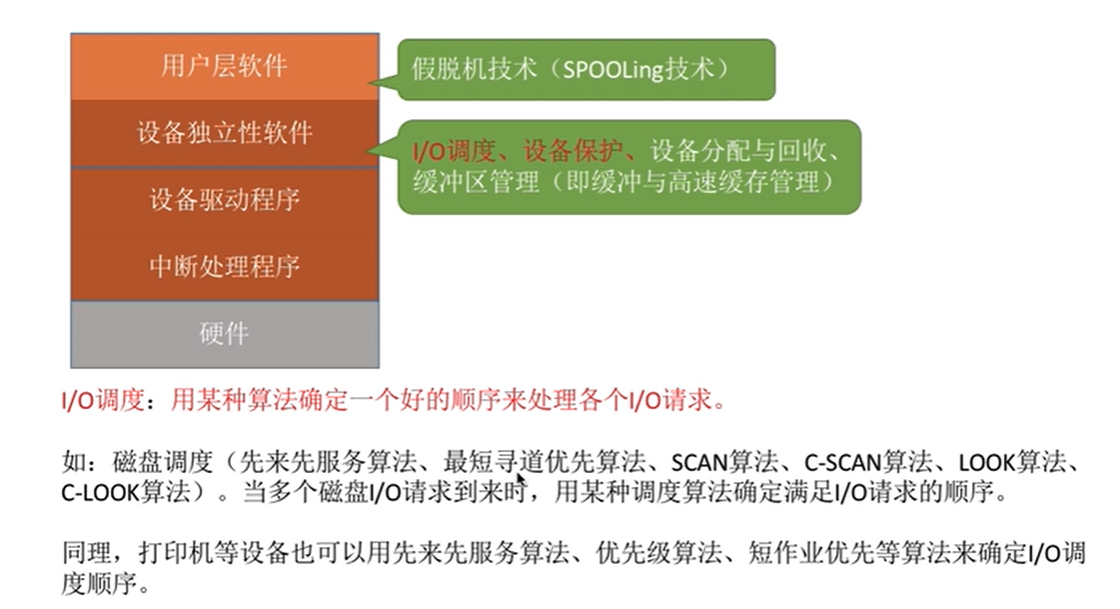 用户层软件
假脱机技术（SPOOLing技术）
设备独立性软件
I/O调度、设备保护、设备分配与回收、
缓冲区管理（即缓冲与高速缓存管理）
设备驱动程序
中断处理程序
硬件
I/O调度：用某种算法确定一个好的顺序来处理各个I/O请求。
如：磁盘调度（先来先服务算法、最短寻道优先算法、SCAN算法、C-SCAN算法、LOOK算法、
C-LOOK算法）。当多个磁盘I/O请求到来时，用某种调度算法确定满足I/O请求的顺序。
同理，打印机等设备也可以用先来先服务算法、优先级算法、短作业优先等算法来确定I/O调
度顺序。